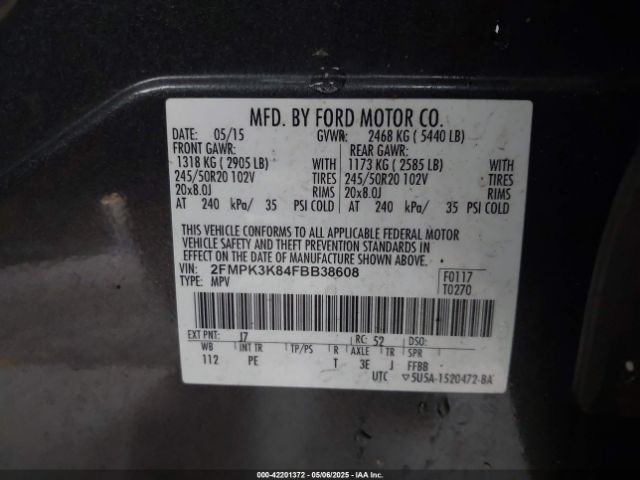 MFD. BY FORD MOTOR CO.
DATE: 05/15 GVWR: 2468 KG ( 5440 LB)
FRONT GAWR: REAR GAWR:
1318 KG ( 2905 LB) WITH 1173 KG ( 2585 LB) WITH
245/50R20 102V TIRES 245/50R20 102V TIRES
20x8.0J RIMS 20x8.0J RIMS
AT 240 kPa/ 35 PSI COLD AT 240 kPa/ 35 PSI COLD
THIS VEHICLE CONFORMS TO ALL APPLICABLE FEDERAL MOTOR
VEHICLE SAFETY AND THEFT PREVENTION STANDARDS IN EFFECT
ON THE DATE OF MANUFACTURE SHOWN ABOVE.
VIN: 2FMPK3K84FBB38608 F0117
TYPE: MPV T0270
EXT PNT: J7 RC: 52 DSO:
WB INT TR TP/PS R AXLE TR SPR
112 PE T 3E J FFBB
UTC ▽5U5A-1520472-BA
000-42201372 - 05/06/2025 - IAAI.COM